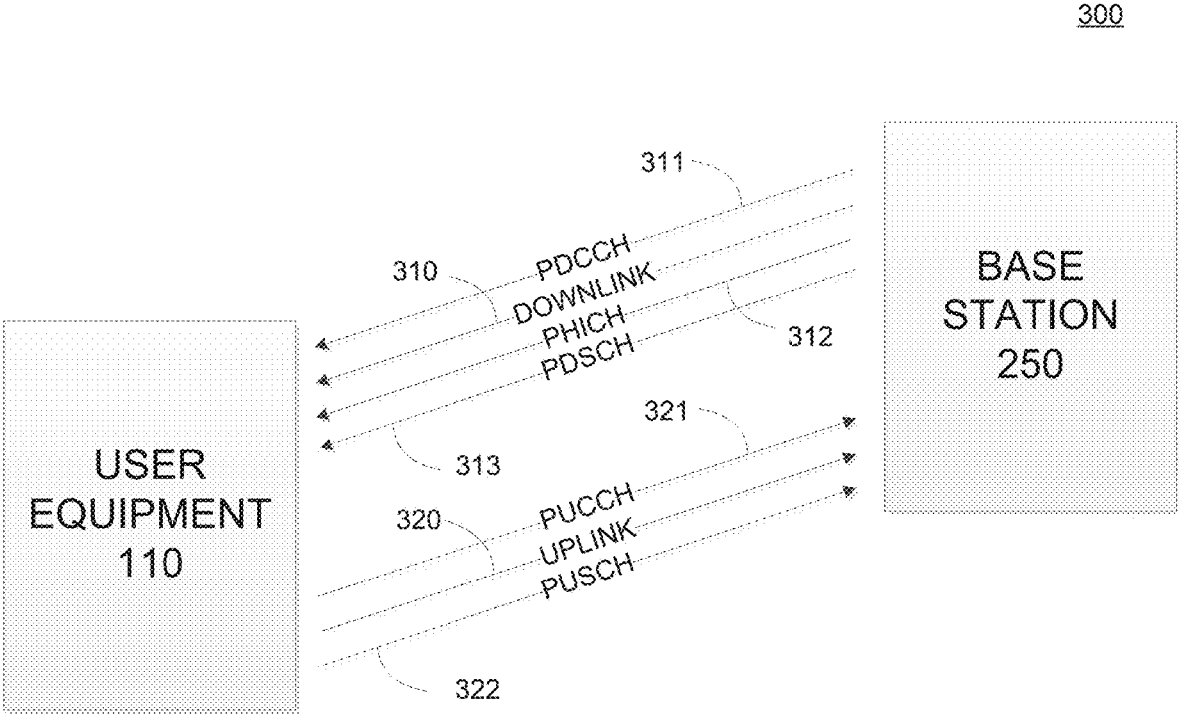 300
311
PDCCH
310
DOWNLINK
PHICH
312
PDSCH
313
BASE
STATION
250
USER
EQUIPMENT
110
321
PUCCH
320
UPLINK
PUSCH
322